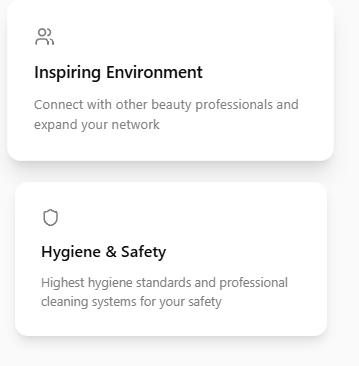 Inspiring Environment
Connect with other beauty professionals and
expand your network
Hygiene & Safety
Highest hygiene standards and professional
cleaning systems for your safety